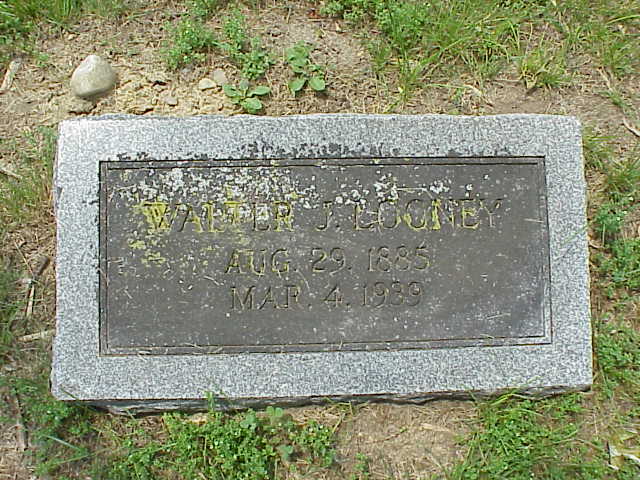 WALTER J. LOONEY
AUG. 29. 1885
MAR. 4. 1939